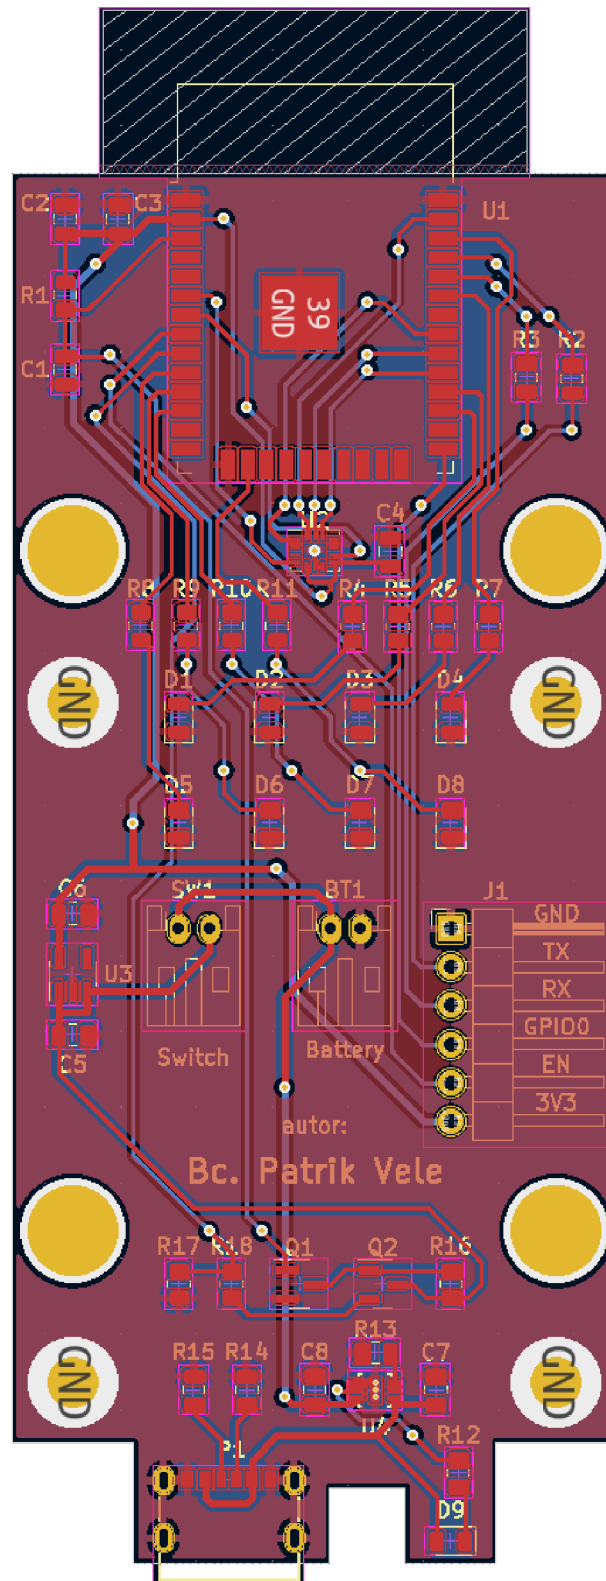 C2
C3
U1
39
GND
R1
R3
R2
C1
C4
R8
R9
R10
R11
R4
R5
R6
R7
GND
GND
D1
D2
D3
D4
D5
D6
D7
D8
C6
SW1
BT1
J1
GND
TX
RX
GPIO0
EN
3V3
U3
C5
Switch
Battery
autor:
Bc. Patrik Vele
R17
R18
Q1
Q2
R16
R13
R15
R14
C8
C7
GND
GND
U4
P1
R12
D9